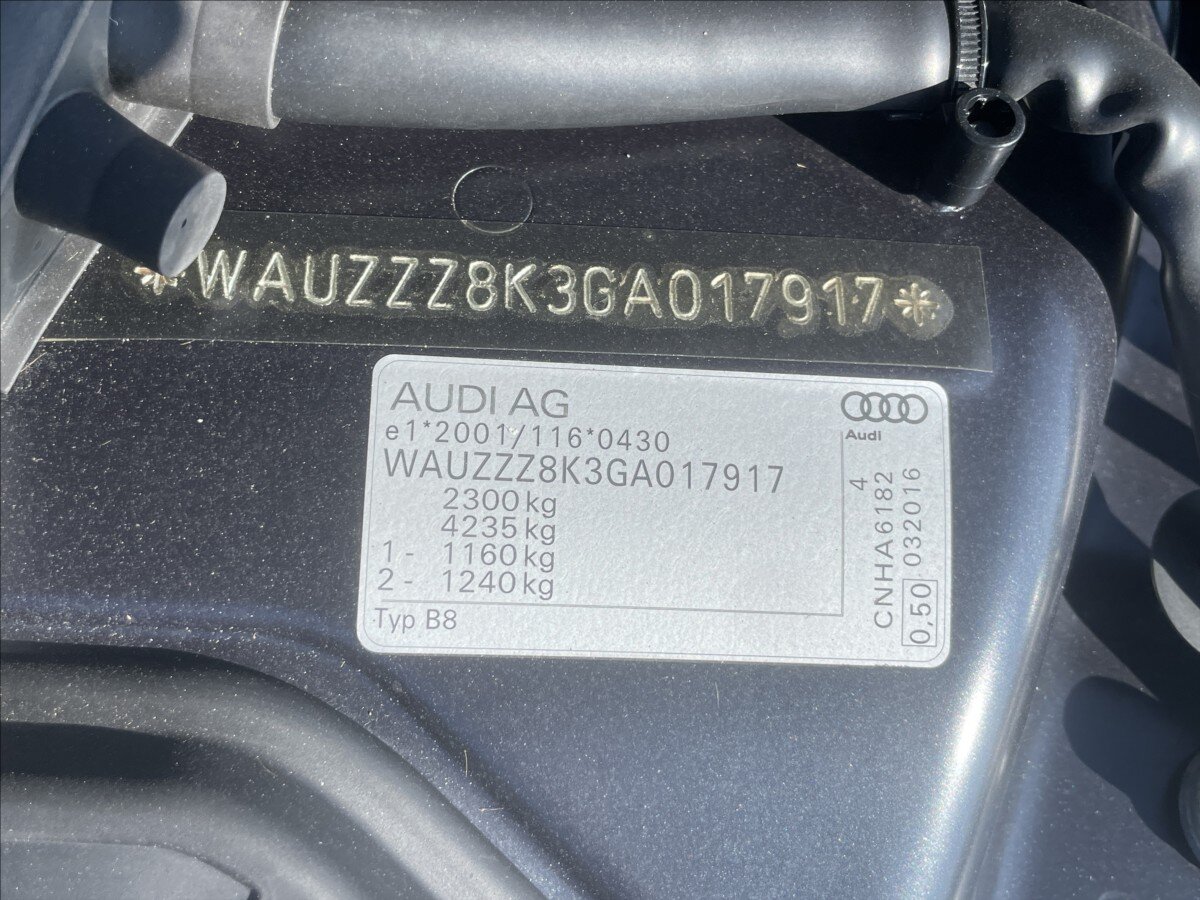 *WAUZZZ8K3GA017917*
AUDI AG
Audi
e1*2001/116*0430
WAUZZZ8K3GA017917
2300 kg
4235 kg
1 - 1160 kg
2 - 1240 kg
Typ B8
4
CNHA6182
0,50 032016